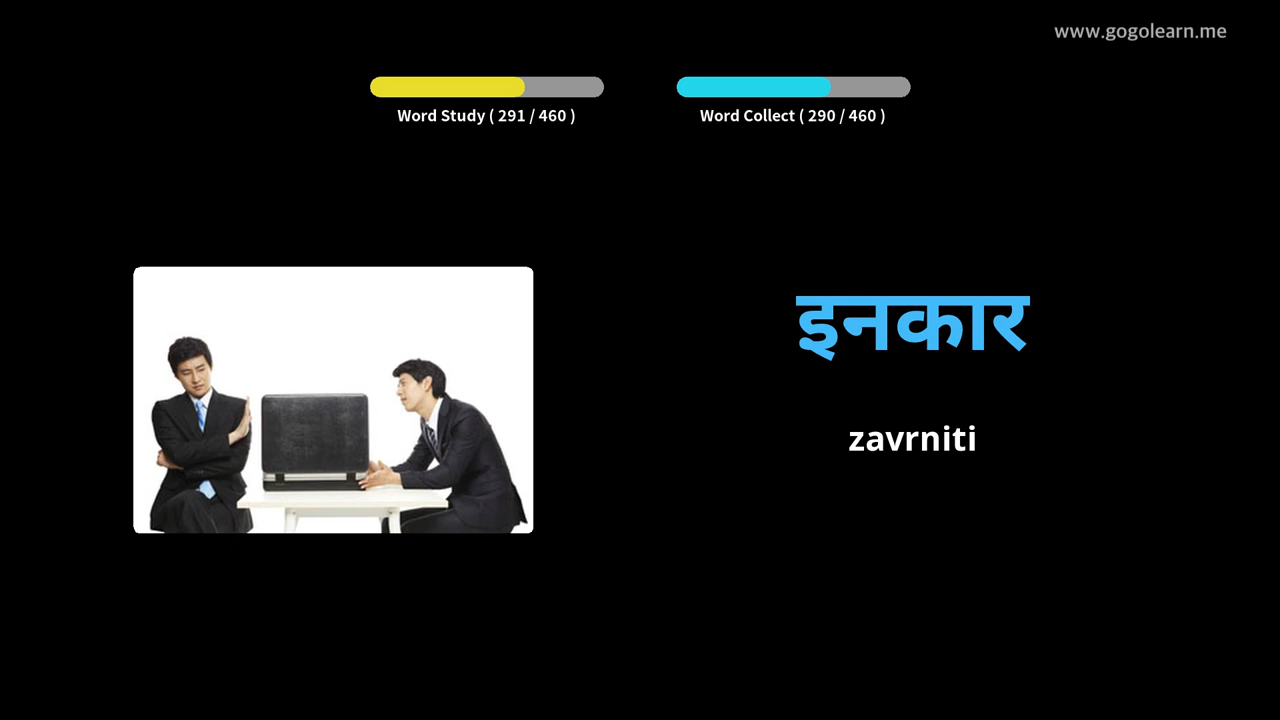 www.gogolearn.me
Word Study ( 291 / 460 )
Word Collect ( 290 / 460 )
इनकार
zavrniti